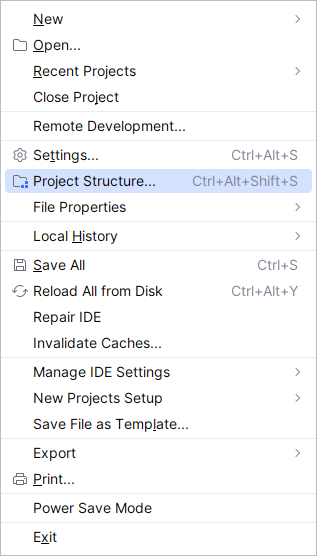 New
Open...
Recent Projects
Close Project
Remote Development...
Settings... Ctrl+Alt+S
Project Structure... Ctrl+Alt+Shift+S
File Properties
Local History
Save All Ctrl+S
Reload All from Disk Ctrl+Alt+Y
Repair IDE
Invalidate Caches...
Manage IDE Settings
New Projects Setup
Save File as Template...
Export
Print...
Power Save Mode
Exit